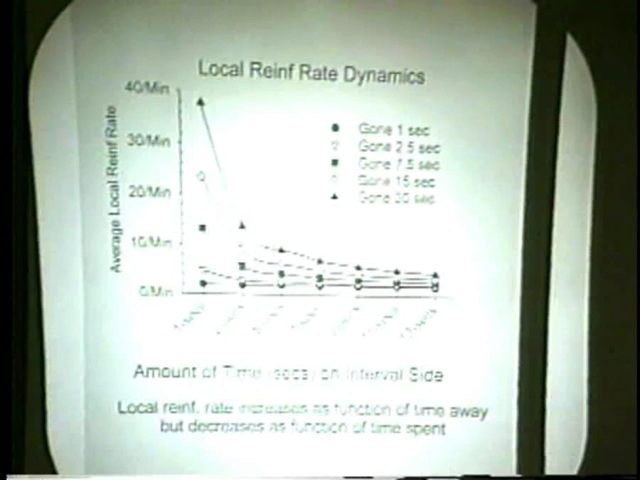 Local Reinf Rate Dynamics
40/Min
30/Min
20/Min
10/Min
0/Min
Average Local Reinf Rate
Gone 1 sec
Gone 2.5 sec
Gone 7.5 sec
Gone 15 sec
Gone 30 sec
Amount of Time (secs) on Interval Side
Local reinf. rate increases as function of time away
but decreases as function of time spent